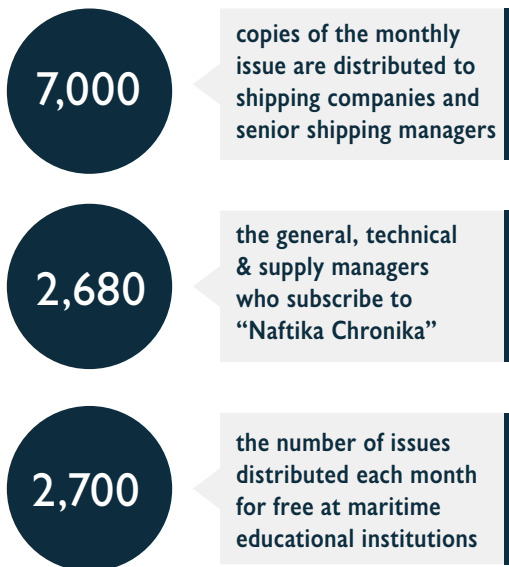 7,000
copies of the monthly
issue are distributed to
shipping companies and
senior shipping managers
2,680
the general, technical
& supply managers
who subscribe to
“Naftika Chronika”
2,700
the number of issues
distributed each month
for free at maritime
educational institutions